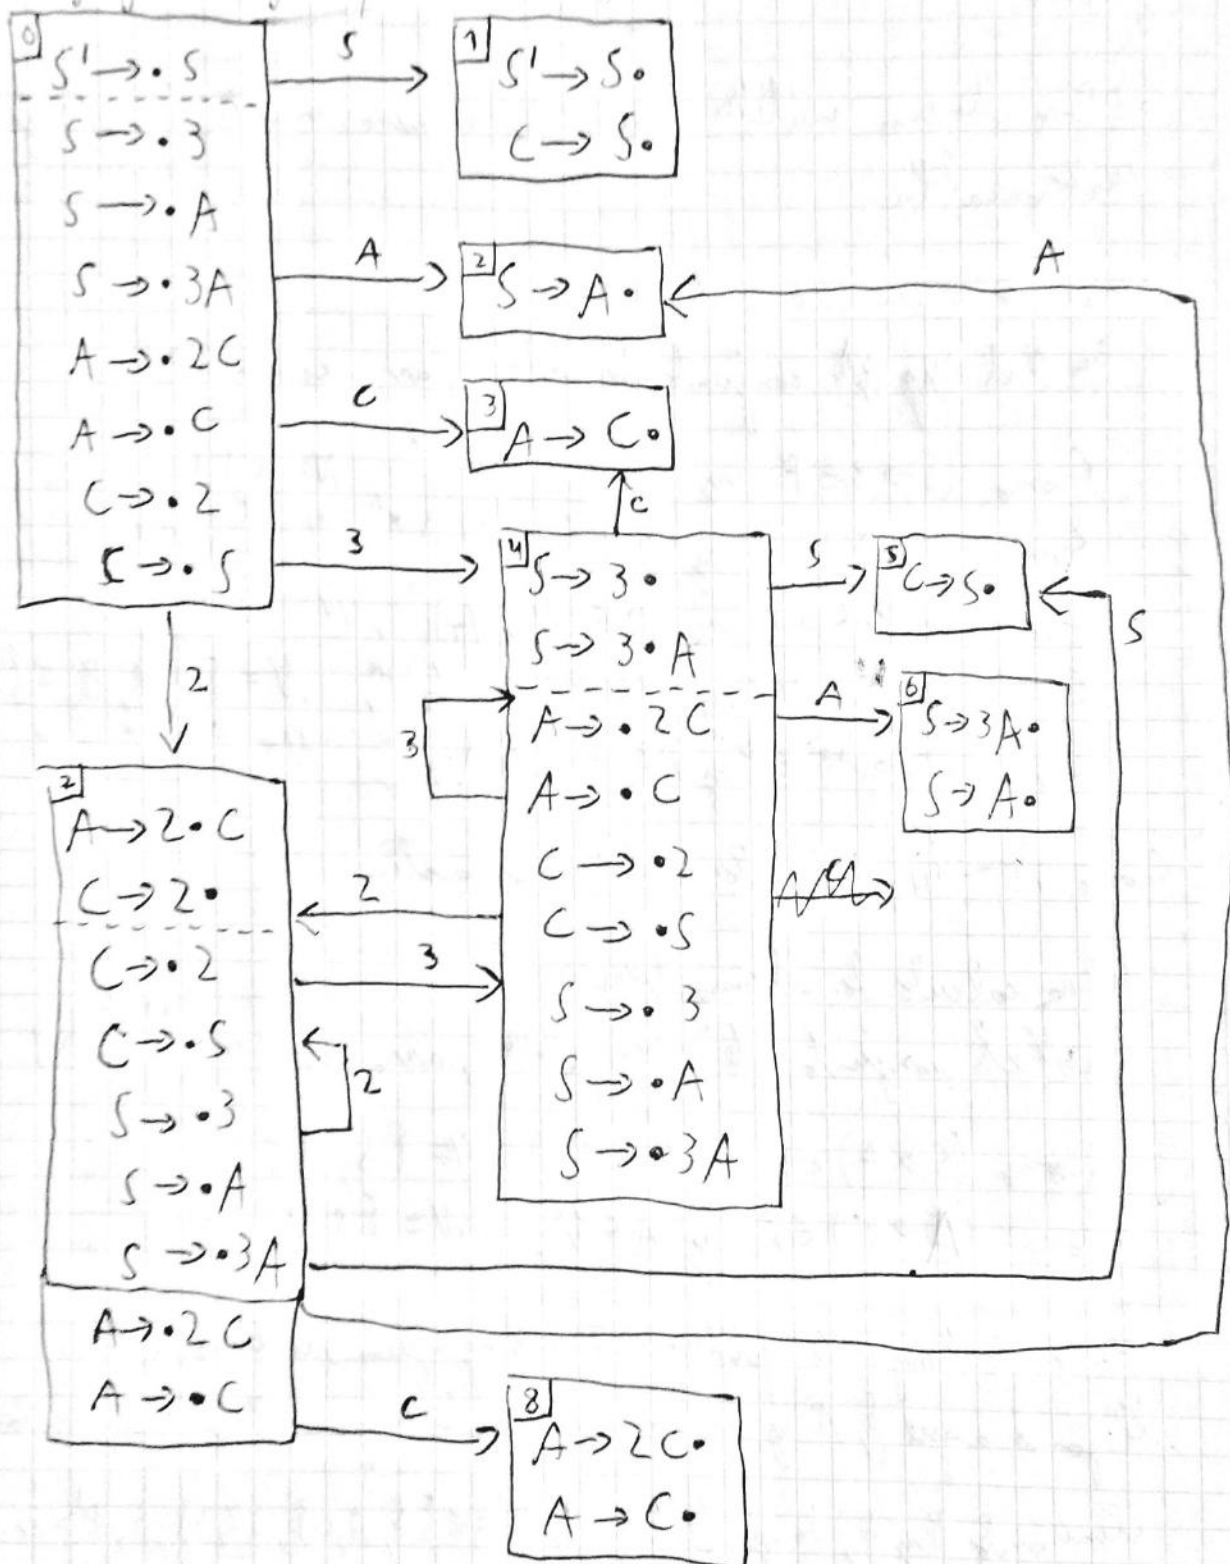 0
S' → • S
S → • 3
S → • A
S → • 3A
A → • 2C
A → • C
C → • 2
C → • S
S
1
S' → S •
C → S •
A
2
S → A •
A
C
3
A → C •
C
3
4
S → 3 •
S → 3 • A
A → • 2C
A → • C
C → • 2
C → • S
S → • 3
S → • A
S → • 3A
S
5
C → S •
S
A
6
S → 3A •
S → A •
3
2
2
3
A → 2 • C
C → 2 •
C → • 2
C → • S
S → • 3
S → • A
S → • 3A
A → • 2C
A → • C
2
C
8
A → 2C •
A → C •